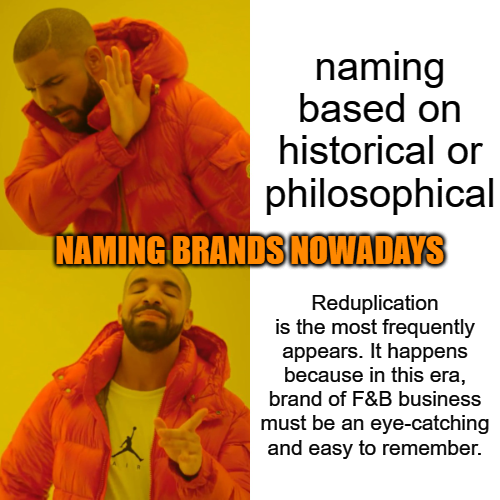 naming
based on
historical or
philosophical
NAMING BRANDS NOWADAYS
Reduplication
is the most frequently
appears. It happens
because in this era,
brand of F&B business
must be an eye-catching
and easy to remember.